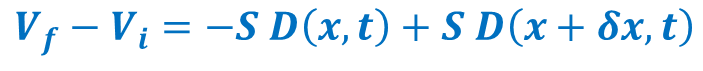 V_f − V_i = −S D(x, t) + S D(x + δx, t)